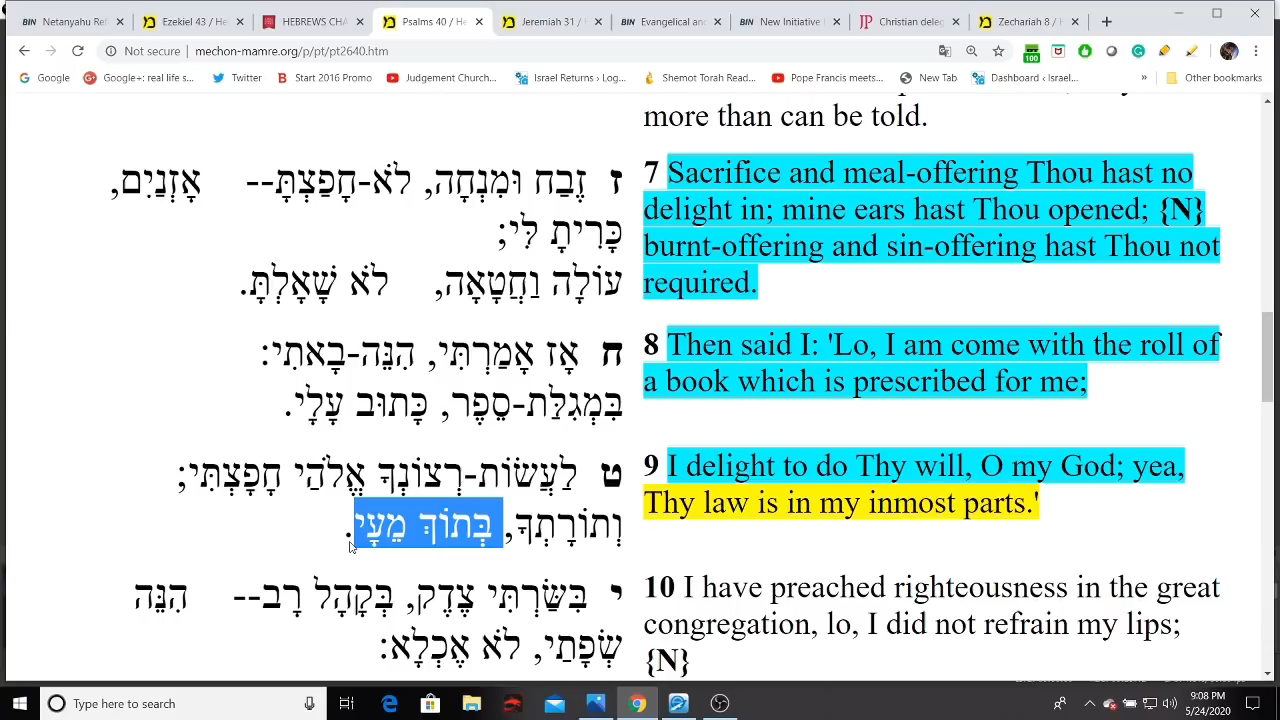 Netanyahu Re
Ezekiel 43 / He
HEBREWS CHA
Psalms 40 / He
Jeremiah 31 / 
Evangelical and
New Initiative
Christian deleg
Zechariah 8 / H
Not secure | mechon-mamre.org/p/pt/pt2640.htm
Google
Google+: real life s...
Twitter
Start 2016 Promo
Judgement Church...
Israel Returns › Log...
Shemot Torah Read...
Pope Francis meets...
New Tab
Dashboard ‹ Israel...
»
Other bookmarks
more than can be told.
ז זֶבַח וּמִנְחָה, לֹא-חָפַצְתָּ-- אָזְנַיִם,
כָּרִיתָ לִּי;
עוֹלָה וַחֲטָאָה, לֹא שָׁאָלְתָּ.
7 Sacrifice and meal-offering Thou hast no
delight in; mine ears hast Thou opened; {N}
burnt-offering and sin-offering hast Thou not
required.
ח אָז אָמַרְתִּי, הִנֵּה-בָאתִי:
בִּמְגִלַּת-סֵפֶר, כָּתוּב עָלָי.
8 Then said I: 'Lo, I am come with the roll of
a book which is prescribed for me;
ט לַעֲשׂוֹת-רְצוֹנְךָ אֱלֹהַי חָפָצְתִּי;
וְתוֹרָתְךָ, בְּתוֹךְ מֵעָי.
9 I delight to do Thy will, O my God; yea,
Thy law is in my inmost parts.'
י בִּשַּׂרְתִּי צֶדֶק, בְּקָהָל רָב-- הִנֵּה
שְׂפָתַי, לֹא אֶכְלָא:
10 I have preached righteousness in the great
congregation, lo, I did not refrain my lips;
{N}
Type here to search
9:08 PM
5/24/2020